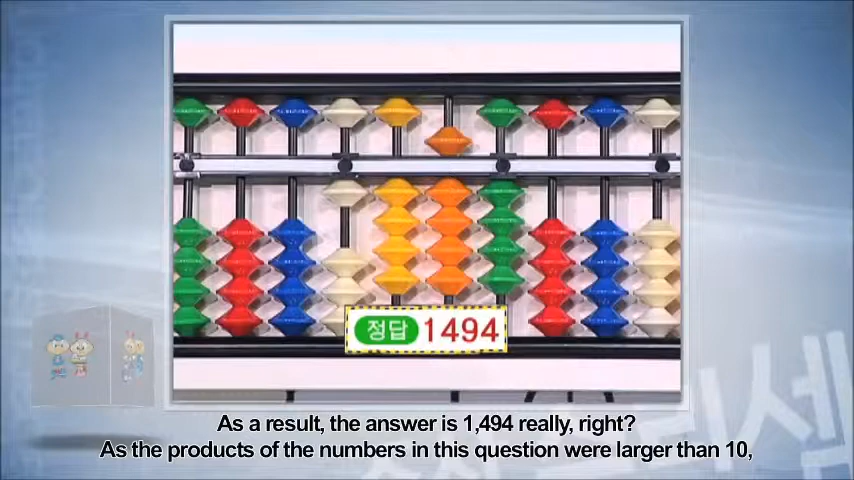 정답 1494
As a result, the answer is 1,494 really, right?
As the products of the numbers in this question were larger than 10,